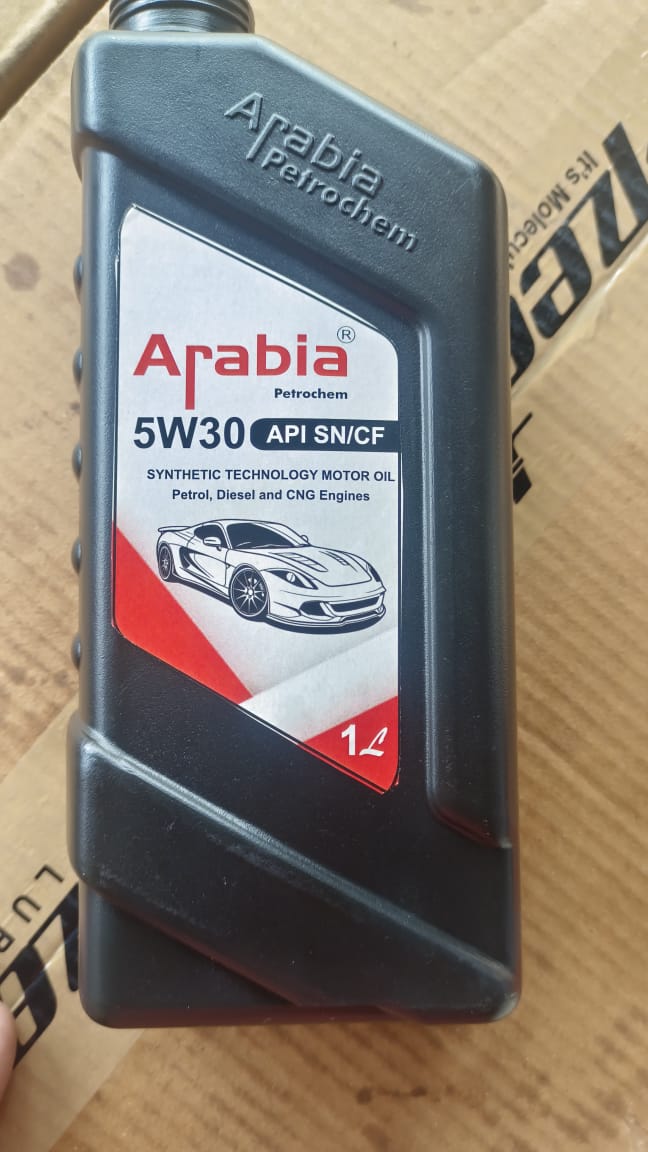 Arabia
Petrochem
Arabia®
Petrochem
5W30 API SN/CF
SYNTHETIC TECHNOLOGY MOTOR OIL
Petrol, Diesel and CNG Engines
1L
It's